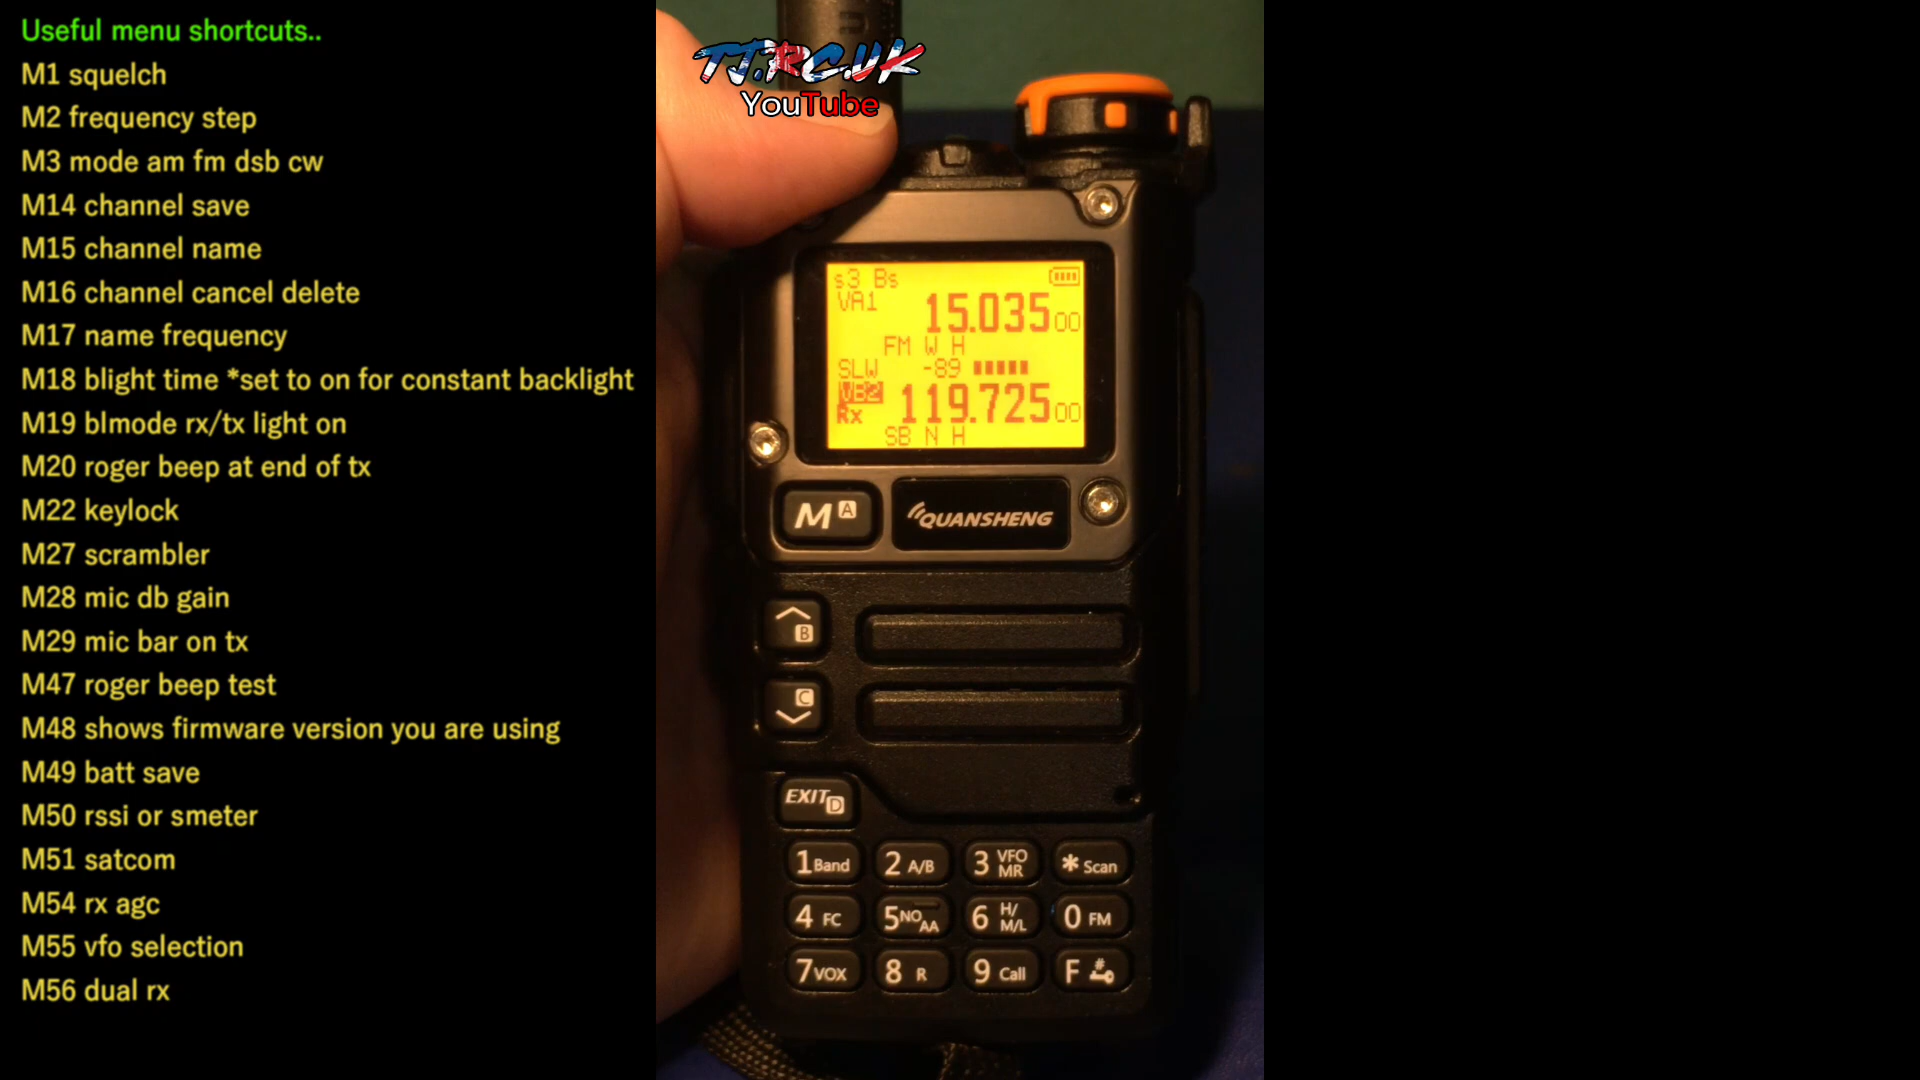 Useful menu shortcuts..
M1 squelch
M2 frequency step
M3 mode am fm dsb cw
M14 channel save
M15 channel name
M16 channel cancel delete
M17 name frequency
M18 blight time *set to on for constant backlight
M19 blmode rx/tx light on
M20 roger beep at end of tx
M22 keylock
M27 scrambler
M28 mic db gain
M29 mic bar on tx
M47 roger beep test
M48 shows firmware version you are using
M49 batt save
M50 rssi or smeter
M51 satcom
M54 rx agc
M55 vfo selection
M56 dual rx
TJ.RC.UK
YouTube
s3 Bs
VA1 15.03500
FM W H
SLW -89
VB2
Rx 119.72500
SB N H
M A
QUANSHENG
B
C
EXIT D
1 Band 2 A/B 3 VFO MR * Scan
4 FC 5 NOAA 6 H/M/L 0 FM
7 VOX 8 R 9 Call F #